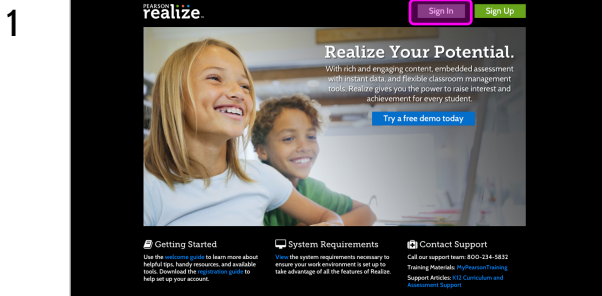 1
PEARSON
realize™
Sign In
Sign Up
Realize Your Potential.
With rich and engaging content, embedded assessment
with instant data, and flexible classroom management
tools. Realize gives you the power to raise interest and
achievement for every student.
Try a free demo today
Getting Started
Use the welcome guide to learn more about
helpful tips, handy resources, and available
tools. Download the registration guide to
help set up your account.
System Requirements
View the system requirements necessary to
ensure your work environment is set up to
take advantage of all the features of Realize.
Contact Support
Call our support team: 800-234-5832
Training Materials: MyPearsonTraining
Support Articles: K12 Curriculum and
Assessment Support